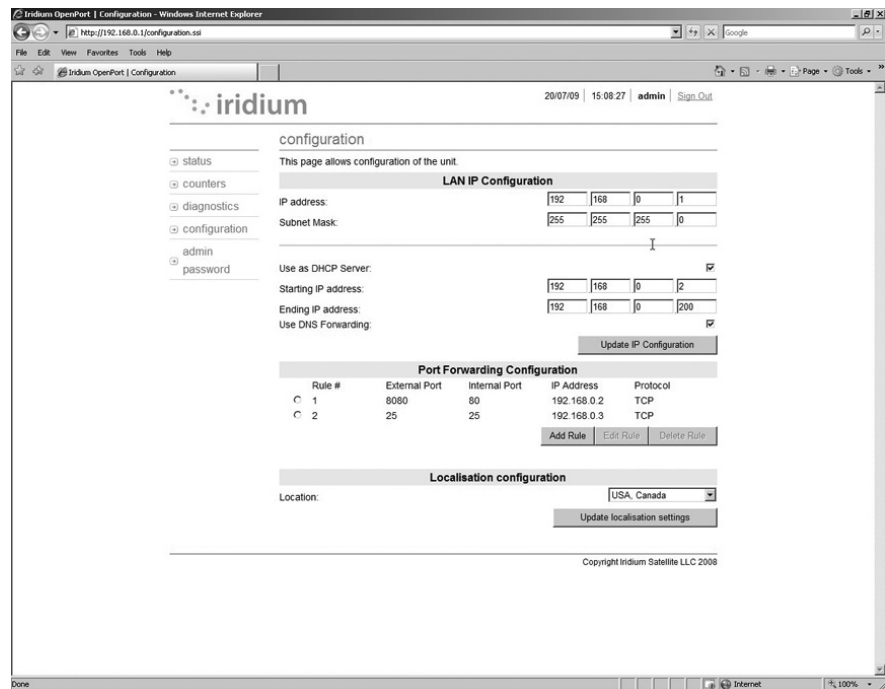 Iridium OpenPort | Configuration - Windows Internet Explorer
http://192.168.0.1/configuration.ssi
Google
File Edit View Favorites Tools Help
Iridium OpenPort | Configuration
Page Tools
iridium
20/07/09 15:08:27 admin Sign Out
configuration
status
This page allows configuration of the unit.
counters
LAN IP Configuration
diagnostics
IP address: 192 168 0 1
configuration
Subnet Mask: 255 255 255 0
admin
password
Use as DHCP Server:
Starting IP address: 192 168 0 2
Ending IP address: 192 168 0 200
Use DNS Forwarding:
Update IP Configuration
Port Forwarding Configuration
Rule # External Port Internal Port IP Address Protocol
1 8080 80 192.168.0.2 TCP
2 25 25 192.168.0.3 TCP
Add Rule Edit Rule Delete Rule
Localisation configuration
Location: USA, Canada
Update localisation settings
Copyright Iridium Satellite LLC 2008
Done
Internet
100%